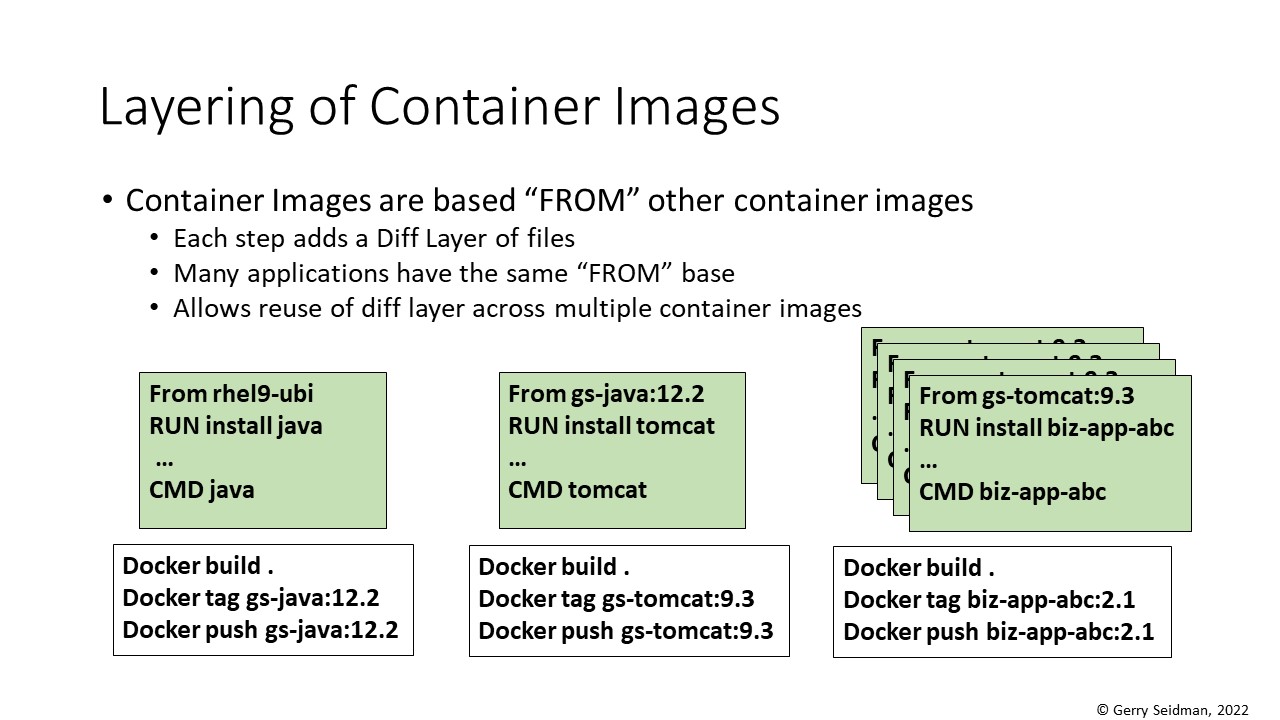 Layering of Container Images
• Container Images are based “FROM” other container images
• Each step adds a Diff Layer of files
• Many applications have the same “FROM” base
• Allows reuse of diff layer across multiple container images
From rhel9-ubi
RUN install java
...
CMD java
From gs-java:12.2
RUN install tomcat
...
CMD tomcat
From gs-tomcat:9.3
RUN install biz-app-abc
...
CMD biz-app-abc
Docker build .
Docker tag gs-java:12.2
Docker push gs-java:12.2
Docker build .
Docker tag gs-tomcat:9.3
Docker push gs-tomcat:9.3
Docker build .
Docker tag biz-app-abc:2.1
Docker push biz-app-abc:2.1
© Gerry Seidman, 2022